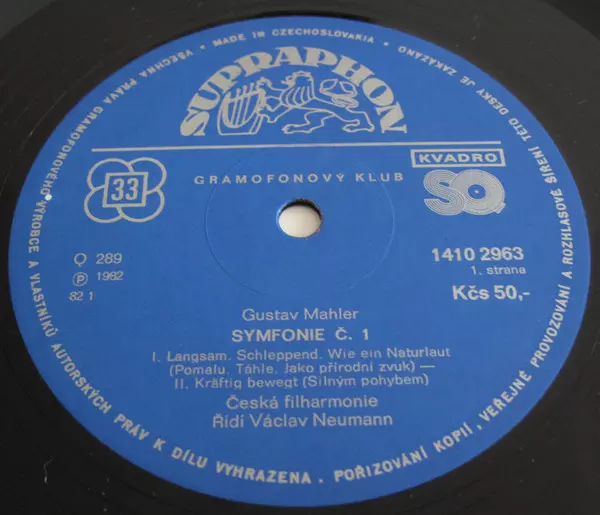 MADE IN CZECHOSLOVAKIA •
VŠECHNA PRÁVA GRAMOFONOVÉHO VÝROBCE A VLASTNÍKŮ AUTORSKÝCH PRÁV K DÍLU VYHRAZENA. POŘIZOVÁNÍ KOPIÍ, VEŘEJNÉ PROVOZOVÁNÍ A ROZHLASOVÉ ŠÍŘENÍ TÉTO DESKY JE ZAKÁZÁNO
SUPRAPHON
33
GRAMOFONOVÝ KLUB
KVADRO
SQ
Q 289
℗ 1982
82 1
1410 2963
1. strana
Kčs 50,-
Gustav Mahler
SYMFONIE Č. 1
I. Langsam. Schleppend. Wie ein Naturlaut
(Pomalu. Táhle. Jako přírodní zvuk) —
II. Kräftig bewegt (Silným pohybem)
Česká filharmonie
Řídí Václav Neumann